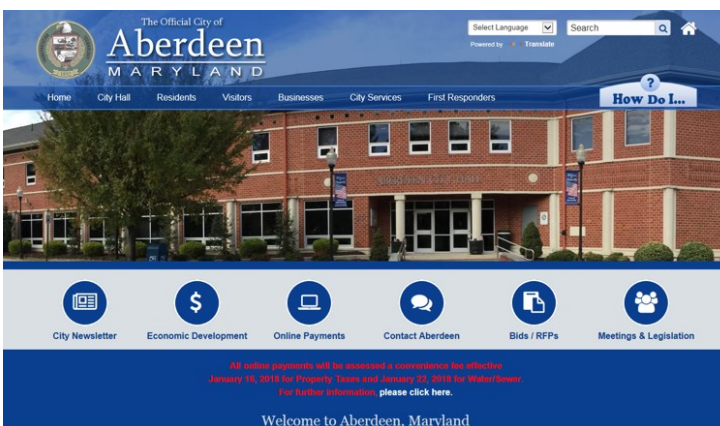 The Official City of
Aberdeen
MARYLAND
Select Language
Search
Powered by Translate
?
How Do I...
Home City Hall Residents Visitors Businesses City Services First Responders
ABERDEEN CITY HALL
City Newsletter Economic Development Online Payments Contact Aberdeen Bids / RFPs Meetings & Legislation
All online payments will be assessed a convenience fee effective
January 16, 2018 for Property Taxes and January 22, 2018 for Water/Sewer.
For further information, please click here.
Welcome to Aberdeen, Maryland